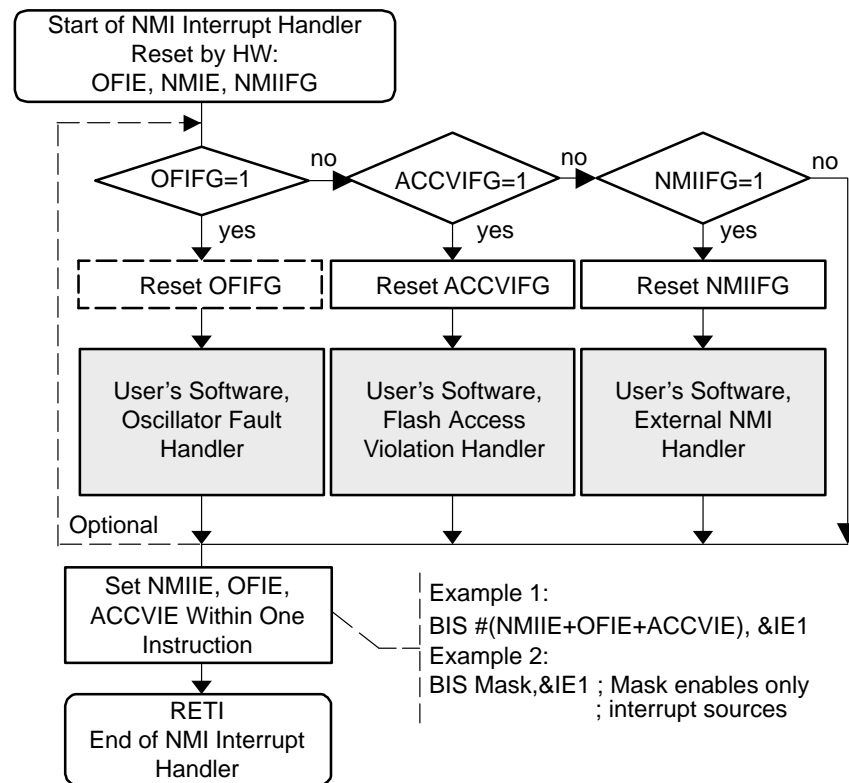 Start of NMI Interrupt Handler
Reset by HW:
OFIE, NMIE, NMIIFG
OFIFG=1
no
ACCVIFG=1
no
NMIIFG=1
no
yes
yes
yes
Reset OFIFG
Reset ACCVIFG
Reset NMIIFG
User's Software,
Oscillator Fault
Handler
User's Software,
Flash Access
Violation Handler
User's Software,
External NMI
Handler
Optional
Set NMIIE, OFIE,
ACCVIE Within One
Instruction
Example 1:
BIS #(NMIIE+OFIE+ACCVIE), &IE1
Example 2:
BIS Mask,&IE1 ; Mask enables only
; interrupt sources
RETI
End of NMI Interrupt
Handler